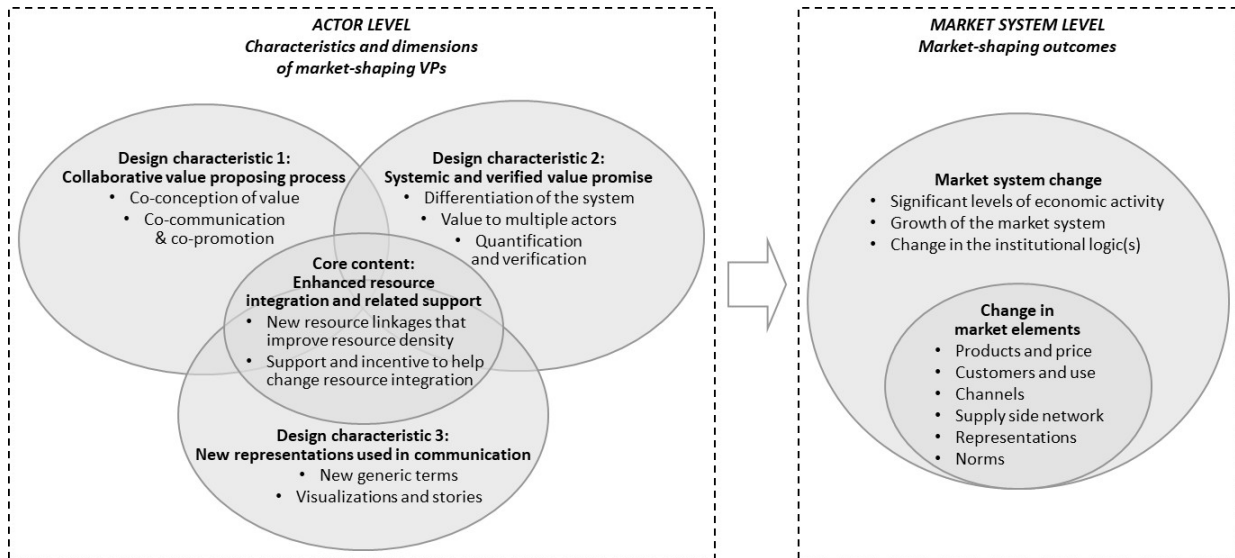 ACTOR LEVEL
Characteristics and dimensions
of market-shaping VPs
Design characteristic 1:
Collaborative value proposing process
• Co-conception of value
• Co-communication
& co-promotion
Design characteristic 2:
Systemic and verified value promise
• Differentiation of the system
• Value to multiple actors
• Quantification
and verification
Core content:
Enhanced resource
integration and related support
• New resource linkages that
improve resource density
• Support and incentive to help
change resource integration
Design characteristic 3:
New representations used in communication
• New generic terms
• Visualizations and stories
MARKET SYSTEM LEVEL
Market-shaping outcomes
Market system change
• Significant levels of economic activity
• Growth of the market system
• Change in the institutional logic(s)
Change in
market elements
• Products and price
• Customers and use
• Channels
• Supply side network
• Representations
• Norms